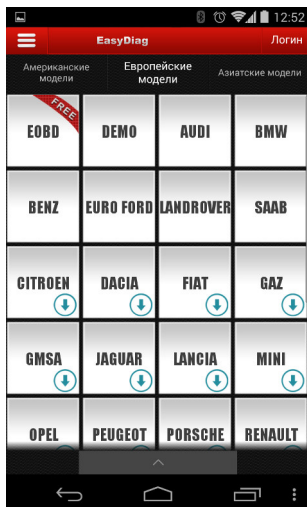 12:52
EasyDiag
Логин
Американские
модели
Европейские
модели
Азиатские модели
FREE
EOBD
DEMO
AUDI
BMW
BENZ
EURO FORD
LANDROVER
SAAB
CITROEN
DACIA
FIAT
GAZ
GMSA
JAGUAR
LANCIA
MINI
OPEL
PEUGEOT
PORSCHE
RENAULT